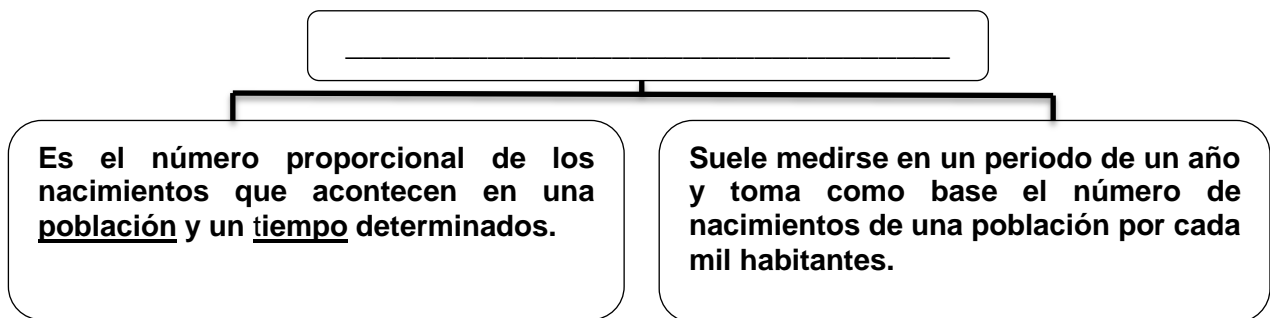 __________________________________
Es el número proporcional de los
nacimientos que acontecen en una
población y un tiempo determinados.
Suele medirse en un periodo de un año
y toma como base el número de
nacimientos de una población por cada
mil habitantes.